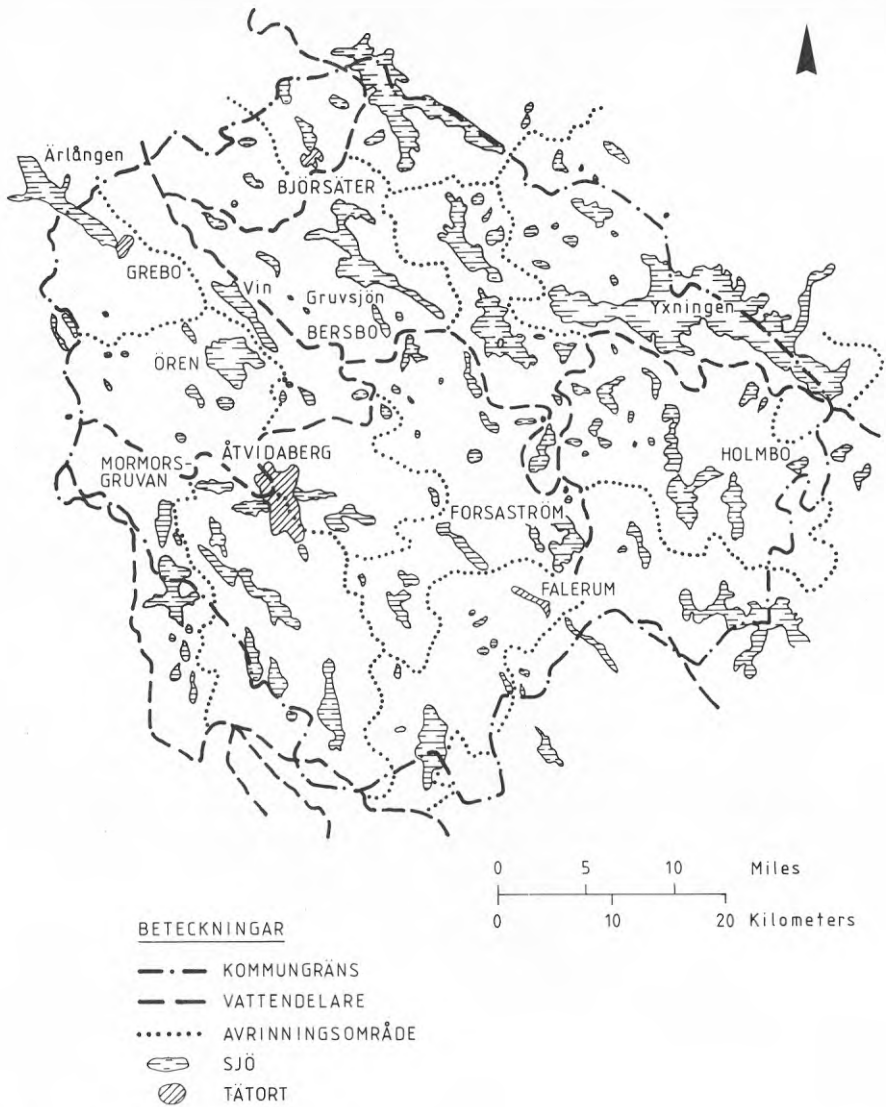 Ärlången
BJÖRSÄTER
GREBO
Vin
Gruvsjön
Yxningen
BERSBO
ÖREN
ÅTVIDABERG
MORMORS-
GRUVAN
HOLMBO
FORSASTRÖM
FALERUM
0 5 10 Miles
0 10 20 Kilometers
BETECKNINGAR
KOMMUNGRÄNS
VATTENDELARE
AVRINNINGSOMRÅDE
SJÖ
TÄTORT